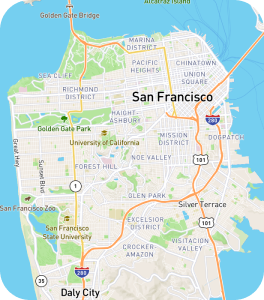 Alcatraz Island
Golden Gate Bridge
MARINA
DISTRICT
PACIFIC
HEIGHTS
CHINATOWN
SEA CLIFF
UNION
SQUARE
RICHMOND
DISTRICT
San Francisco
HAIGHT-
ASHBURY
280
Golden Gate Park
University of California
MISSION
DISTRICT
DOGPATCH
Great Hwy
Sunset Blvd
NOE VALLEY
101
FOREST HILL
1
GLEN PARK
San Francisco Zoo
Silver Terrace
San Francisco
State University
EXCELSIOR
DISTRICT
101
CROCKER-
AMAZON
VISITACION
VALLEY
35
280
Daly City